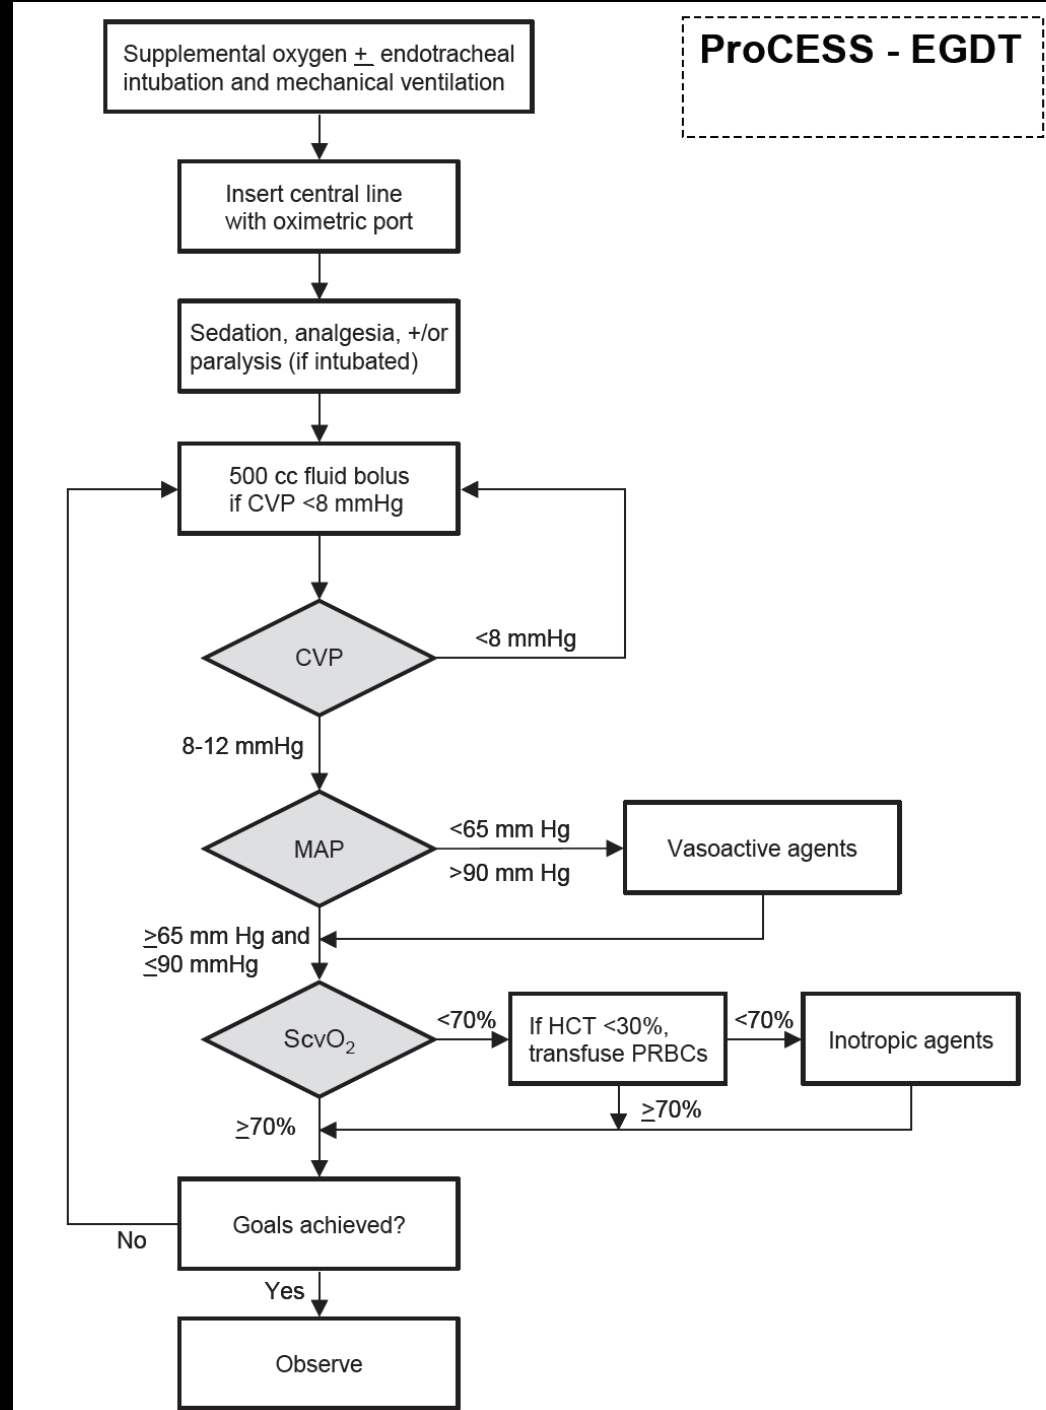 ProCESS - EGDT
Supplemental oxygen ± endotracheal
intubation and mechanical ventilation
Insert central line
with oximetric port
Sedation, analgesia, +/or
paralysis (if intubated)
500 cc fluid bolus
if CVP <8 mmHg
CVP
<8 mmHg
8-12 mmHg
MAP
<65 mm Hg
>90 mm Hg
Vasoactive agents
≥65 mm Hg and
≤90 mmHg
ScvO₂
<70%
If HCT <30%,
transfuse PRBCs
<70%
Inotropic agents
≥70%
≥70%
Goals achieved?
No
Yes
Observe